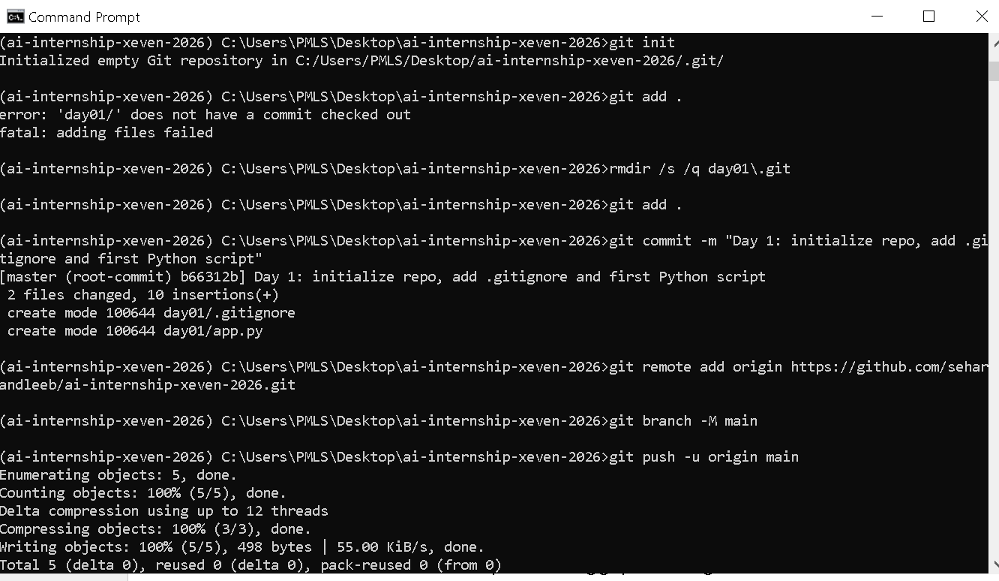 Command Prompt
(ai-internship-xeven-2026) C:\Users\PMLS\Desktop\ai-internship-xeven-2026>git init
Initialized empty Git repository in C:/Users/PMLS/Desktop/ai-internship-xeven-2026/.git/
(ai-internship-xeven-2026) C:\Users\PMLS\Desktop\ai-internship-xeven-2026>git add .
error: 'day01/' does not have a commit checked out
fatal: adding files failed
(ai-internship-xeven-2026) C:\Users\PMLS\Desktop\ai-internship-xeven-2026>rmdir /s /q day01\.git
(ai-internship-xeven-2026) C:\Users\PMLS\Desktop\ai-internship-xeven-2026>git add .
(ai-internship-xeven-2026) C:\Users\PMLS\Desktop\ai-internship-xeven-2026>git commit -m "Day 1: initialize repo, add .gi
tignore and first Python script"
[master (root-commit) b66312b] Day 1: initialize repo, add .gitignore and first Python script
 2 files changed, 10 insertions(+)
 create mode 100644 day01/.gitignore
 create mode 100644 day01/app.py
(ai-internship-xeven-2026) C:\Users\PMLS\Desktop\ai-internship-xeven-2026>git remote add origin https://github.com/sehar
andleeb/ai-internship-xeven-2026.git
(ai-internship-xeven-2026) C:\Users\PMLS\Desktop\ai-internship-xeven-2026>git branch -M main
(ai-internship-xeven-2026) C:\Users\PMLS\Desktop\ai-internship-xeven-2026>git push -u origin main
Enumerating objects: 5, done.
Counting objects: 100% (5/5), done.
Delta compression using up to 12 threads
Compressing objects: 100% (3/3), done.
Writing objects: 100% (5/5), 498 bytes | 55.00 KiB/s, done.
Total 5 (delta 0), reused 0 (delta 0), pack-reused 0 (from 0)